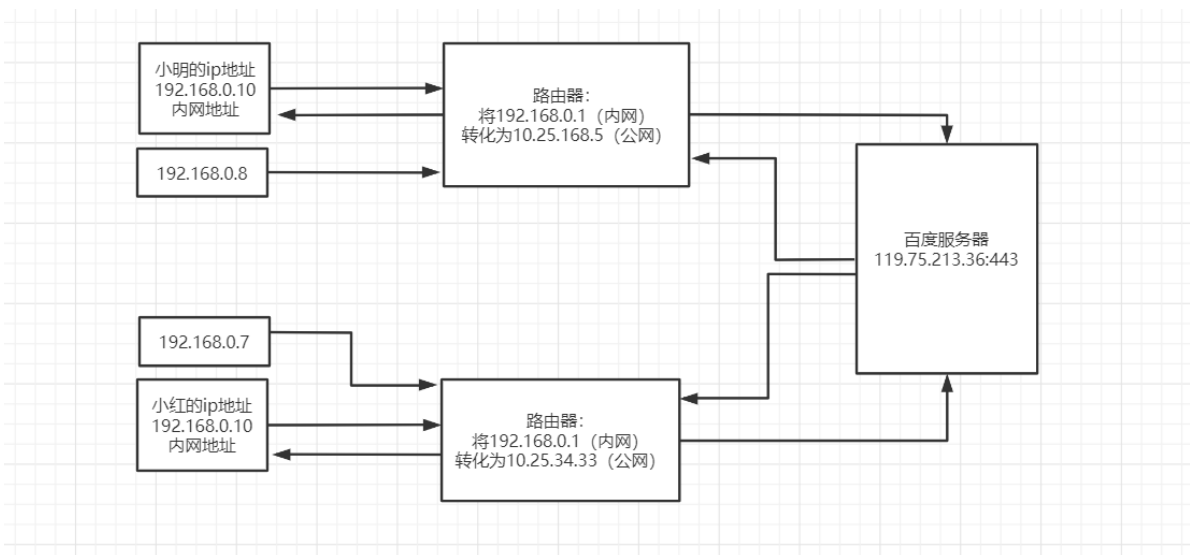 小明的ip地址
192.168.0.10
内网地址
192.168.0.8
路由器：
将192.168.0.1（内网）
转化为10.25.168.5（公网）
百度服务器
119.75.213.36:443
192.168.0.7
小红的ip地址
192.168.0.10
内网地址
路由器：
将192.168.0.1（内网）
转化为10.25.34.33（公网）